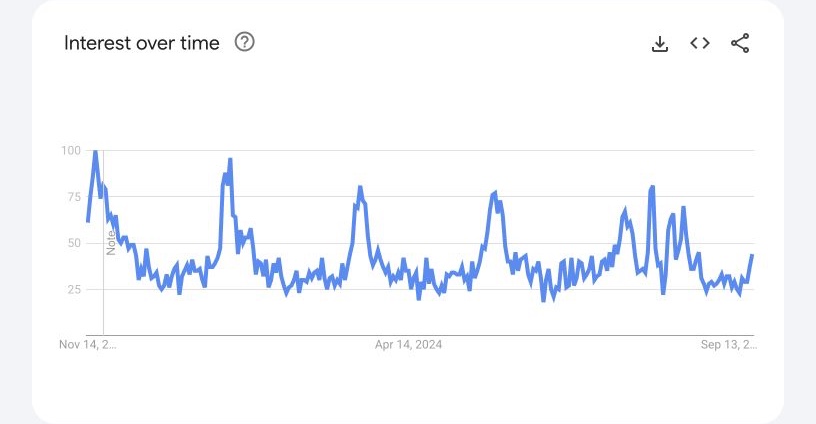 Interest over time
100
75
50
25
Note
Nov 14, 2...
Apr 14, 2024
Sep 13, 2...